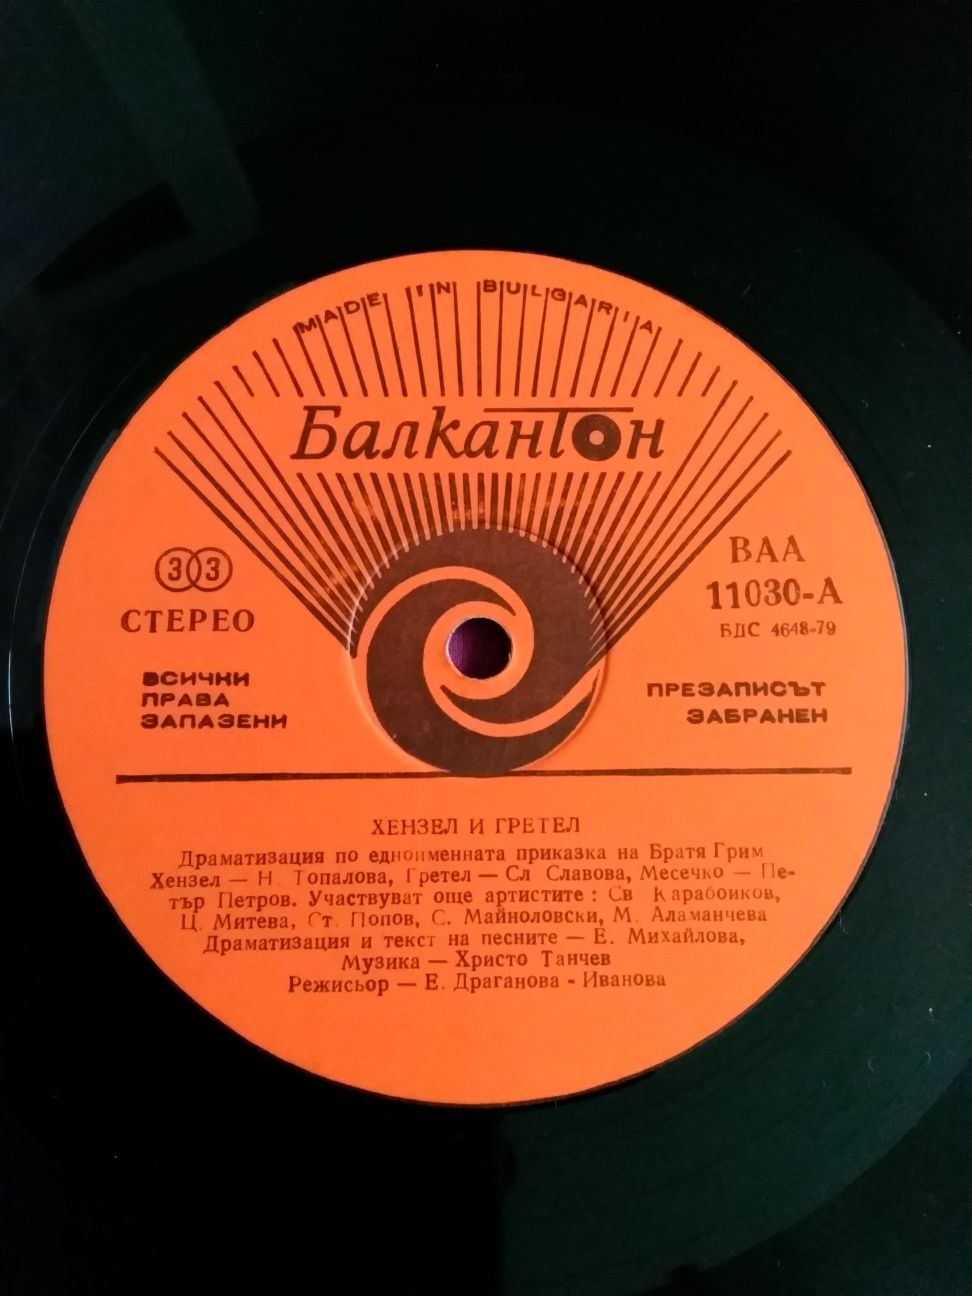 MADE IN BULGARIA
Балкантон
33
СТЕРЕО
ВАА
11030-А
БДС 4648-79
ВСИЧКИ
ПРАВА
ЗАПАЗЕНИ
ПРЕЗАПИСЪТ
ЗАБРАНЕН
ХЕНЗЕЛ И ГРЕТЕЛ
Драматизация по едноименната приказка на Братя Грим
Хензел — Н. Топалова, Гретел — Сл Славова, Месечко — Пе-
тър Петров. Участвуват още артистите : Св Карабоиков,
Ц. Митева, Ст. Попов, С. Майноловски, М. Аламанчева
Драматизация и текст на песните — Е. Михайлова,
Музика — Христо Танчев
Режисьор — Е. Драганова - Иванова